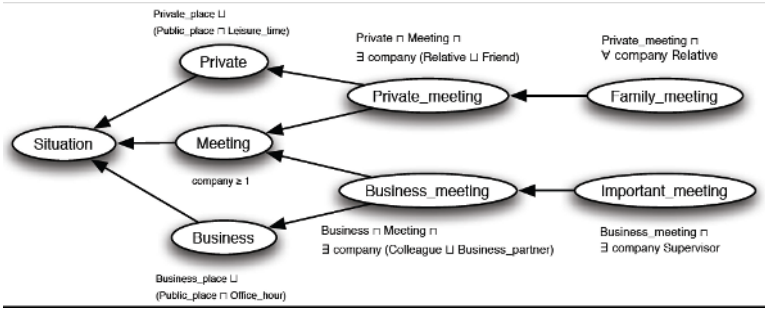 Private_place ⊔
(Public_place ⊓ Leisure_time)
Private
Private ⊓ Meeting ⊓
∃ company (Relative ⊔ Friend)
Private_meeting
Private_meeting ⊓
∀ company Relative
Family_meeting
Situation
Meeting
company ≥ 1
Business_meeting
Business ⊓ Meeting ⊓
∃ company (Colleague ⊔ Business_partner)
Important_meeting
Business_meeting ⊓
∃ company Supervisor
Business
Business_place ⊔
(Public_place ⊓ Office_hour)